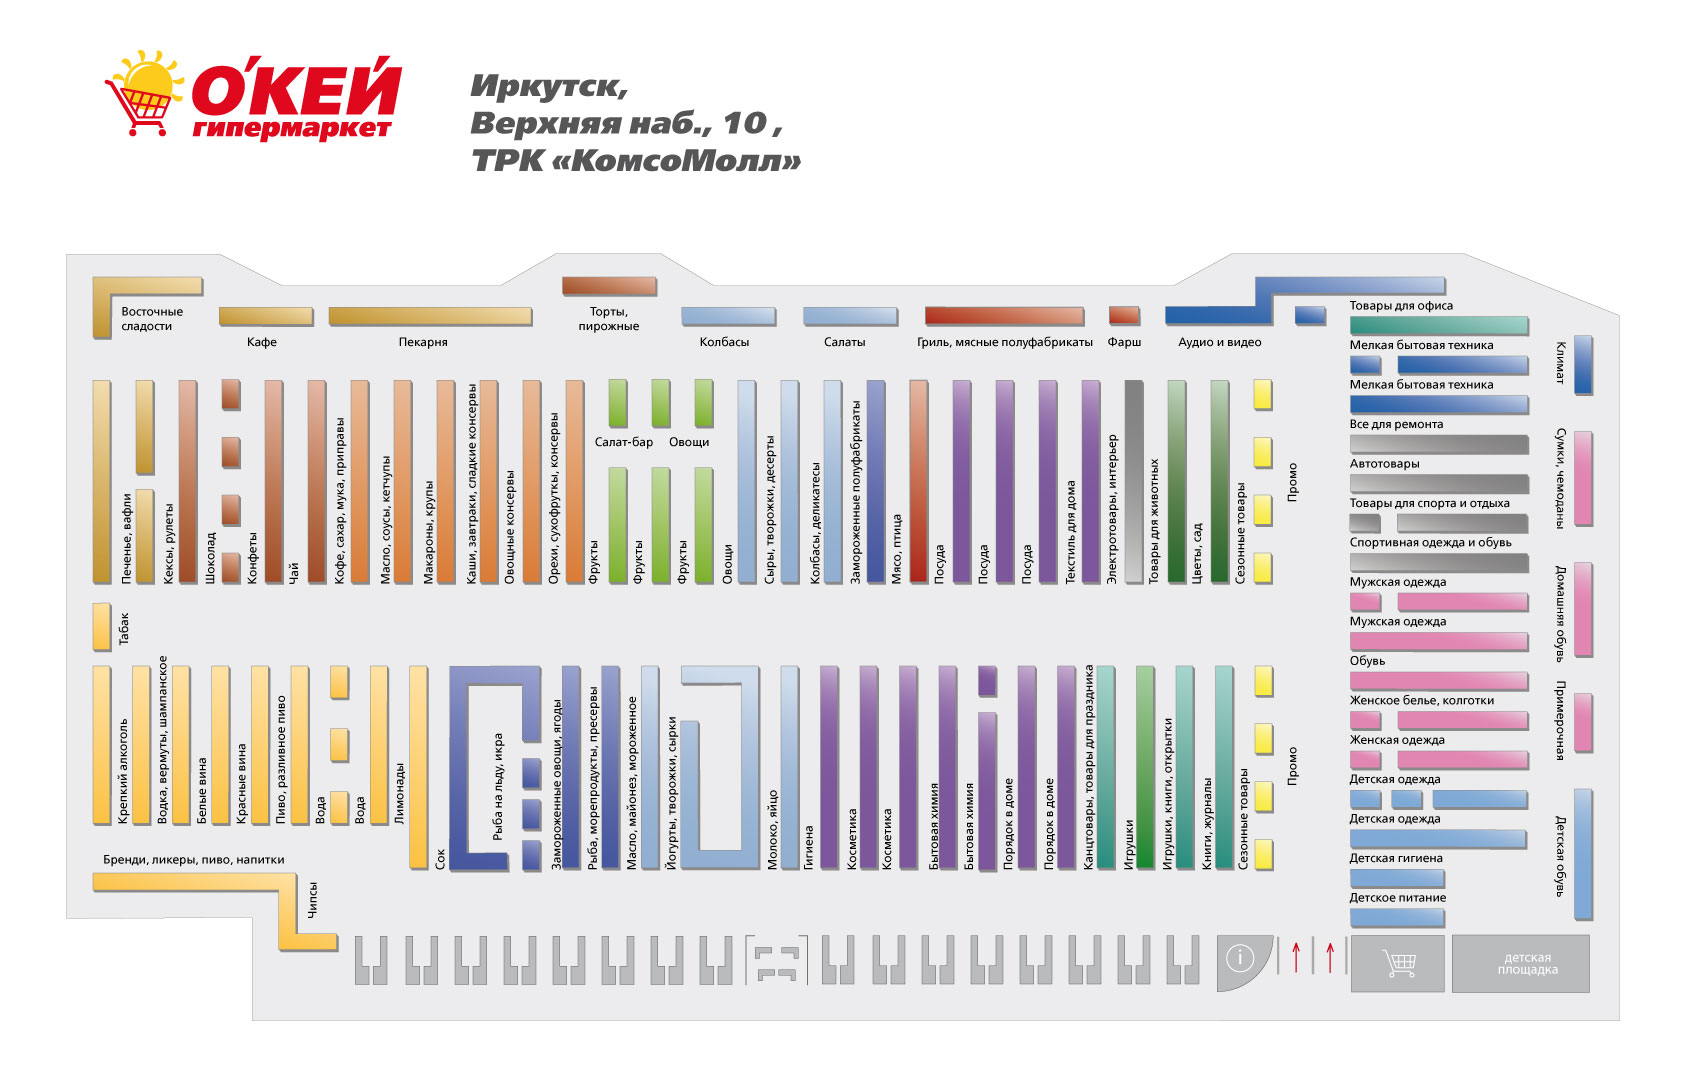 О'КЕЙ
гипермаркет
Иркутск,
Верхняя наб., 10 ,
ТРК «КомсоМолл»
Восточные
сладости
Кафе
Пекарня
Торты,
пирожные
Колбасы
Салаты
Гриль, мясные полуфабрикаты
Фарш
Аудио и видео
Печенье, вафли
Кексы, рулеты
Шоколад
Конфеты
Чай
Кофе, сахар, мука, приправы
Масло, соусы, кетчупы
Макароны, крупы
Каши, завтраки, сладкие консервы
Овощные консервы
Орехи, сухофруткы, консервы
Салат-бар
Овощи
Фрукты
Фрукты
Фрукты
Овощи
Сыры, творожки, десерты
Колбасы, деликатесы
Замороженные полуфабрикаты
Мясо, птица
Посуда
Посуда
Посуда
Текстиль для дома
Электротовары, интерьер
Товары для животных
Цветы, сад
Сезонные товары
Промо
Табак
Крепкий алкоголь
Водка, вермуты, шампанское
Белые вина
Красные вина
Пиво, разливное пиво
Вода
Вода
Лимонады
Сок
Рыба на льду, икра
Замороженные овощи, ягоды
Рыба, морепродукты, пресервы
Масло, майонез, мороженное
Йогурты, творожки, сырки
Молоко, яйцо
Гигиена
Косметика
Косметика
Бытовая химия
Бытовая химия
Порядок в доме
Порядок в доме
Канцтовары, товары для праздника
Игрушки
Игрушки, книги, открытки
Книги, журналы
Сезонные товары
Промо
Бренди, ликеры, пиво, напитки
Чипсы
Товары для офиса
Мелкая бытовая техника
Мелкая бытовая техника
Все для ремонта
Автотовары
Товары для спорта и отдыха
Спортивная одежда и обувь
Мужская одежда
Мужская одежда
Обувь
Женское белье, колготки
Женская одежда
Детская одежда
Детская одежда
Детская гигиена
Детское питание
Климат
Сумки, чемоданы
Домашняя обувь
Примерочная
Детская обувь
i
детская
площадка